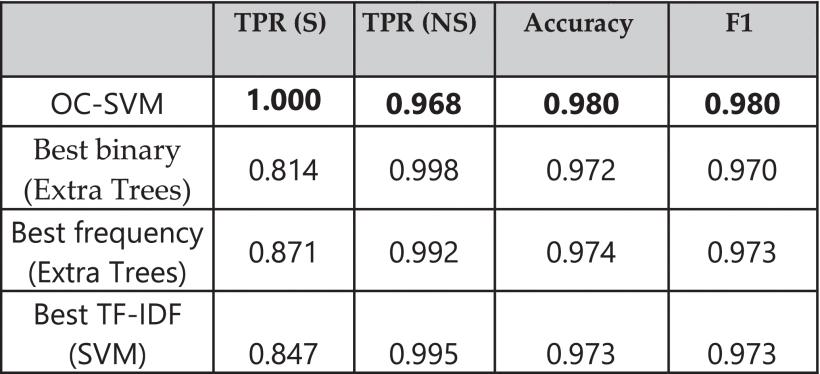 TPR (S) TPR (NS) Accuracy F1
OC-SVM 1.000 0.968 0.980 0.980
Best binary
(Extra Trees) 0.814 0.998 0.972 0.970
Best frequency
(Extra Trees) 0.871 0.992 0.974 0.973
Best TF-IDF
(SVM) 0.847 0.995 0.973 0.973